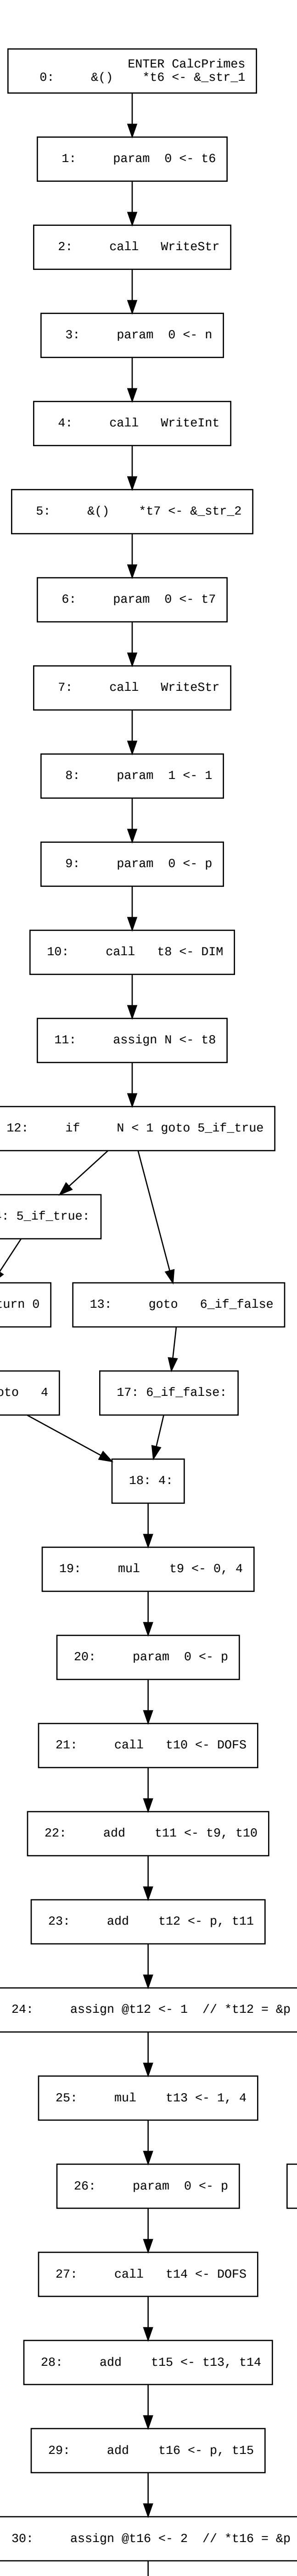 ENTER CalcPrimes
0: &() *t6 <- &_str_1
1: param 0 <- t6
2: call WriteStr
3: param 0 <- n
4: call WriteInt
5: &() *t7 <- &_str_2
6: param 0 <- t7
7: call WriteStr
8: param 1 <- 1
9: param 0 <- p
10: call t8 <- DIM
11: assign N <- t8
12: if N < 1 goto 5_if_true
5_if_true:
0
13: goto 6_if_false
4
17: 6_if_false:
18: 4:
19: mul t9 <- 0, 4
20: param 0 <- p
21: call t10 <- DOFS
22: add t11 <- t9, t10
23: add t12 <- p, t11
24: assign @t12 <- 1 // *t12 = &p
25: mul t13 <- 1, 4
26: param 0 <- p
27: call t14 <- DOFS
28: add t15 <- t13, t14
29: add t16 <- p, t15
30: assign @t16 <- 2 // *t16 = &p